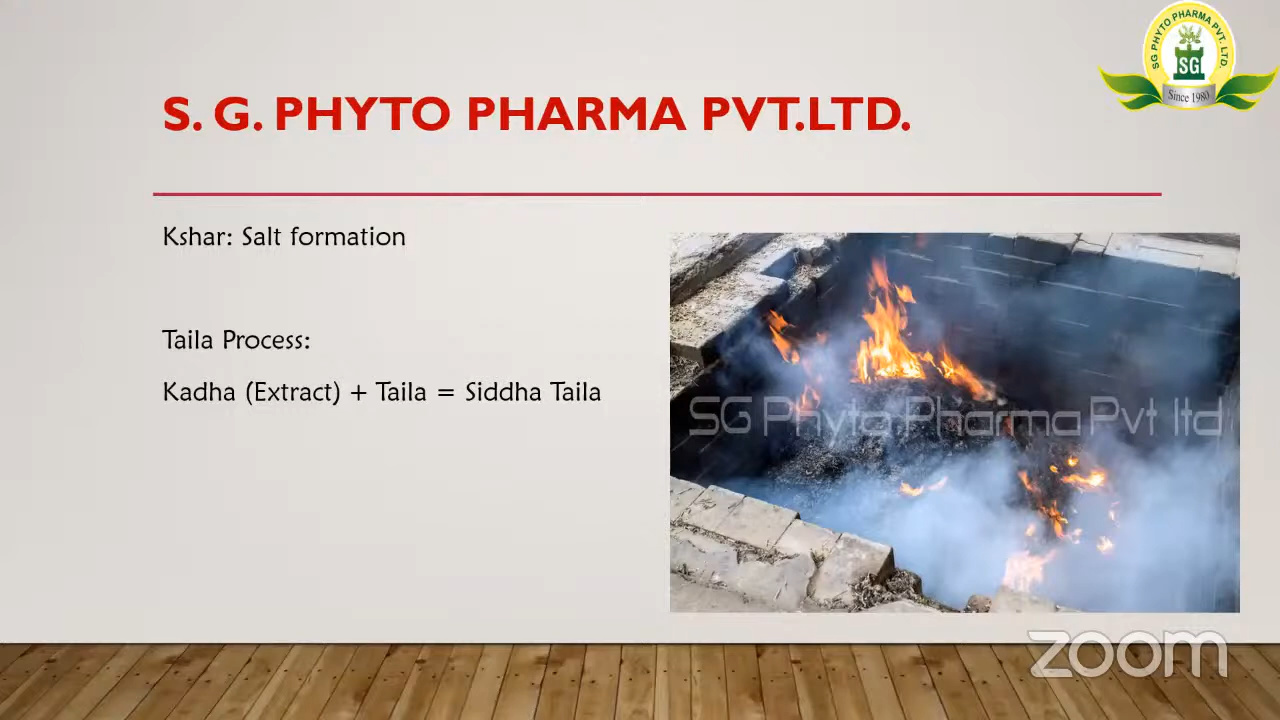 SG PHYTO PHARMA PVT. LTD.
SG
Since 1980
S. G. PHYTO PHARMA PVT.LTD.
Kshar: Salt formation
Taila Process:
Kadha (Extract) + Taila = Siddha Taila
SG Phyto Pharma Pvt ltd
zoom